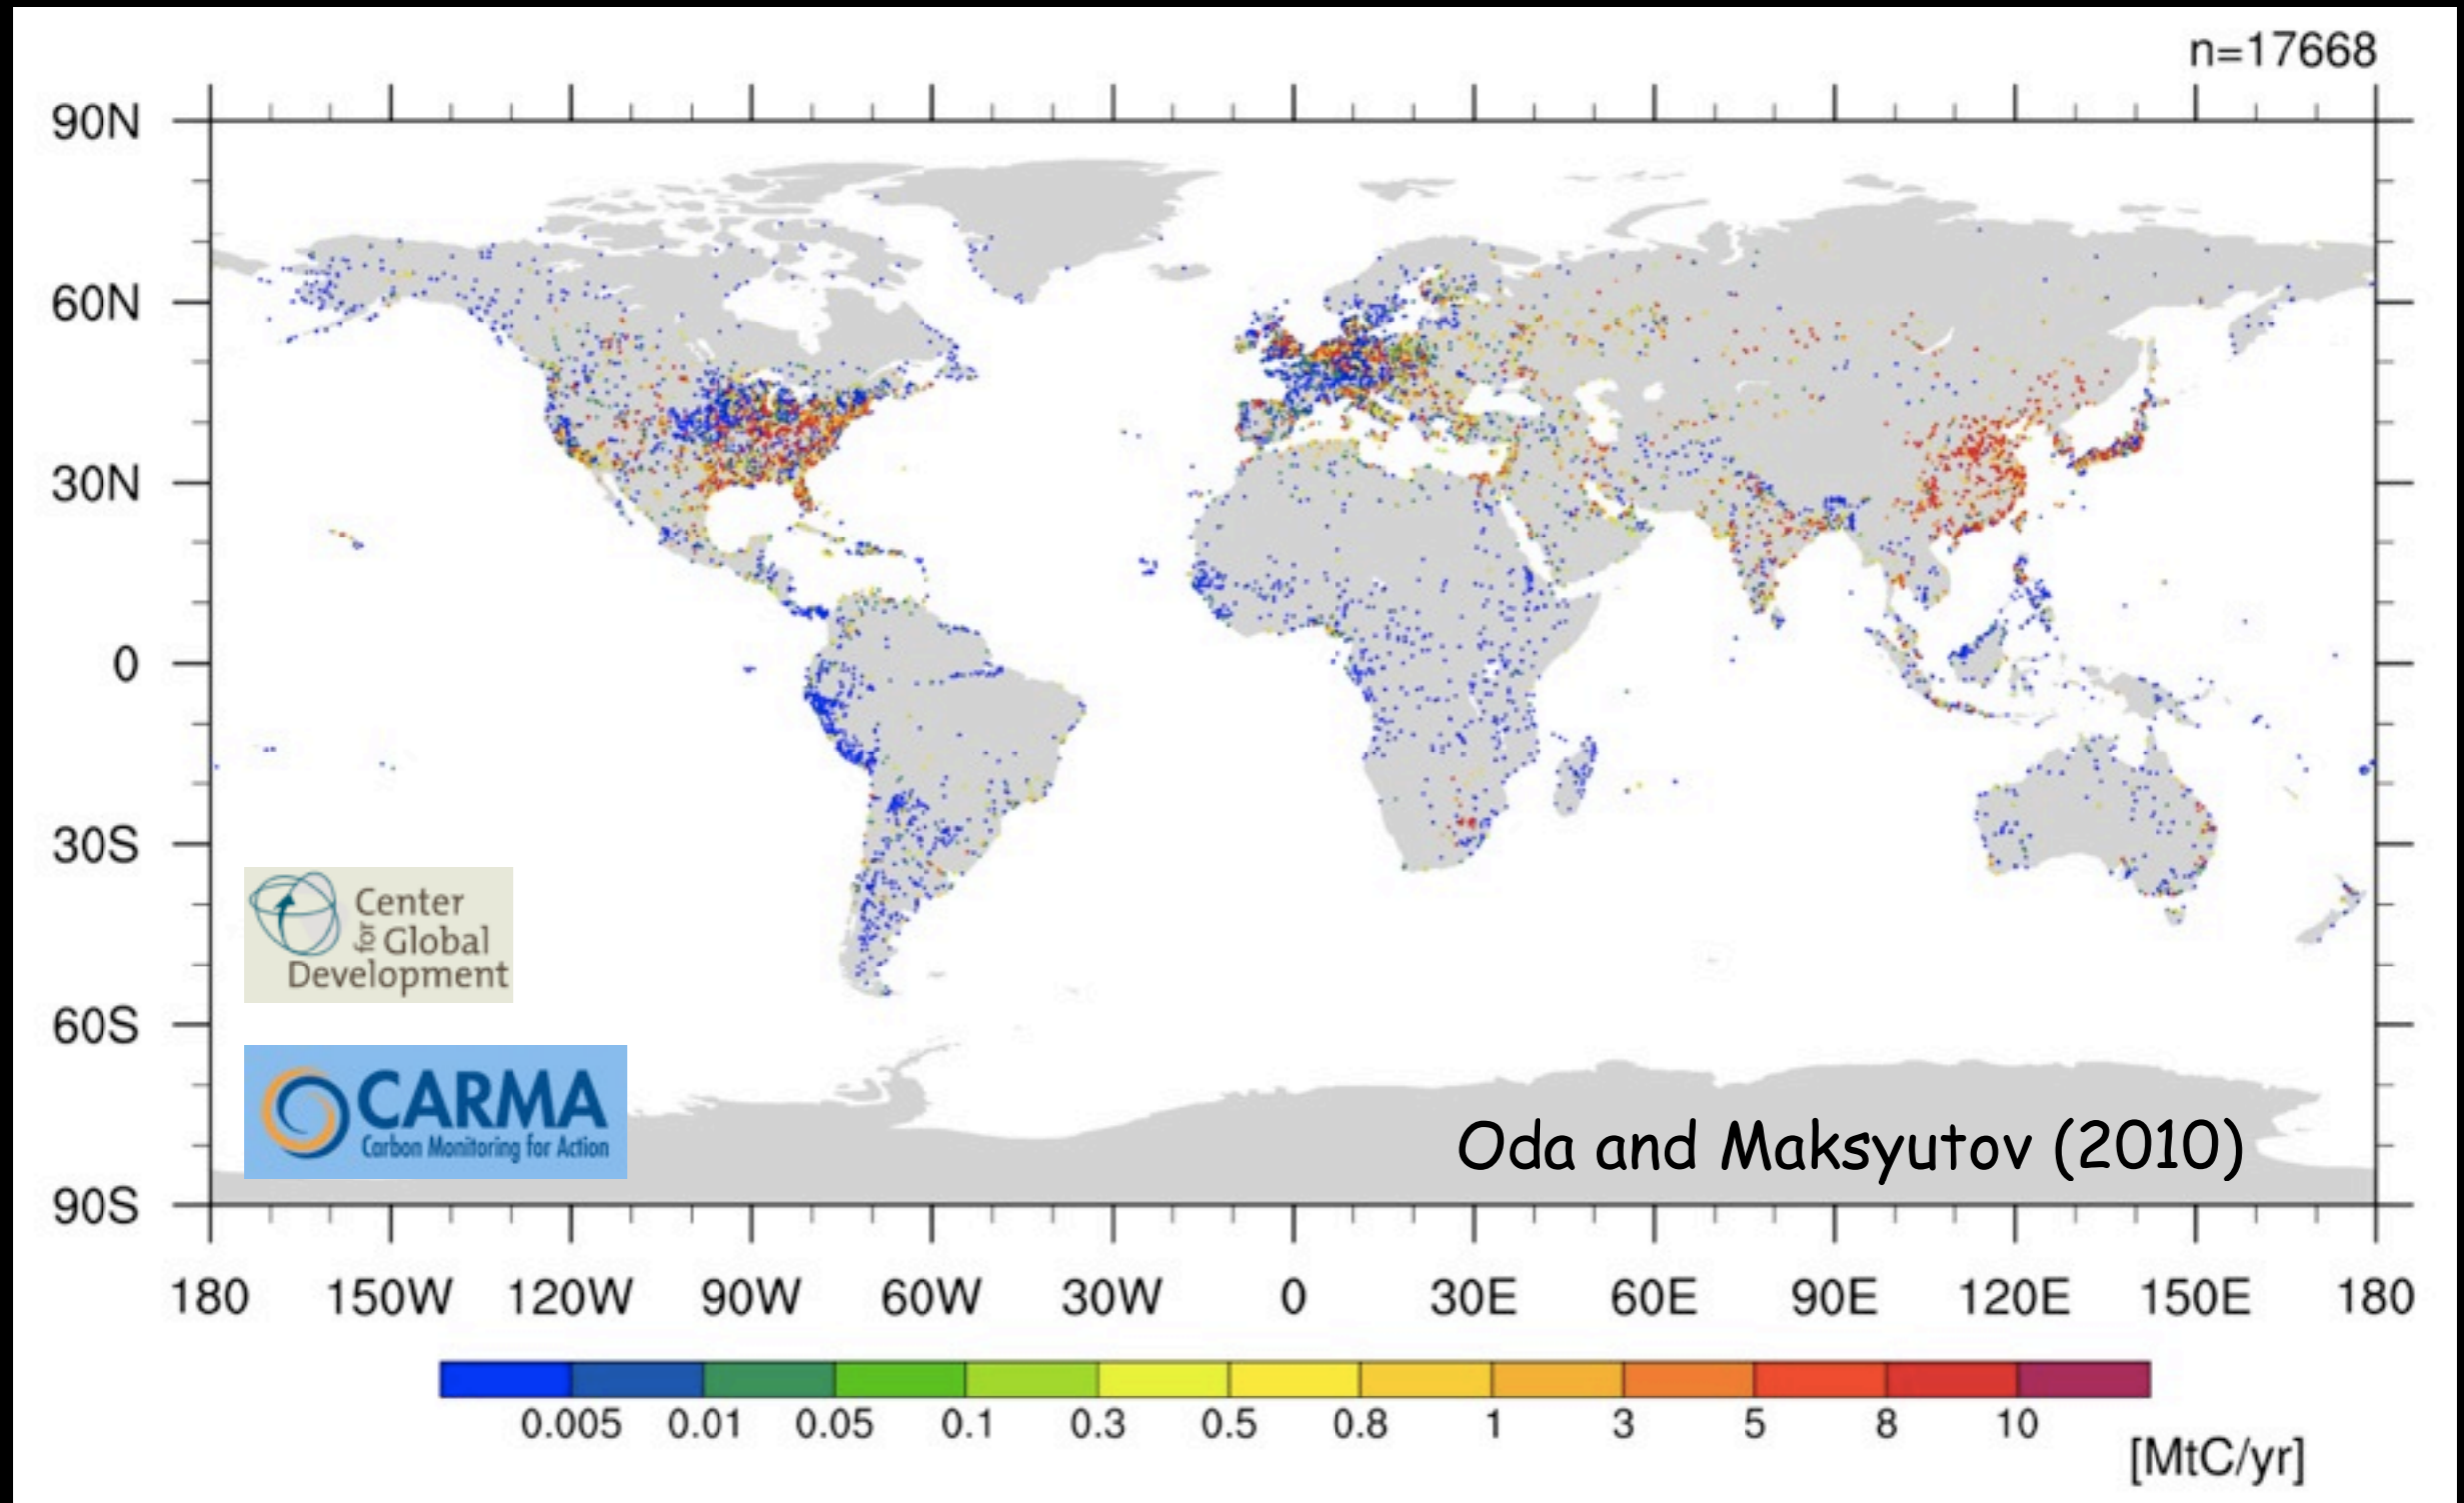 n=17668
90N
60N
30N
0
30S
60S
90S
Center
for Global
Development
CARMA
Carbon Monitoring for Action
Oda and Maksyutov (2010)
180 150W 120W 90W 60W 30W 0 30E 60E 90E 120E 150E 180
0.005 0.01 0.05 0.1 0.3 0.5 0.8 1 3 5 8 10
[MtC/yr]